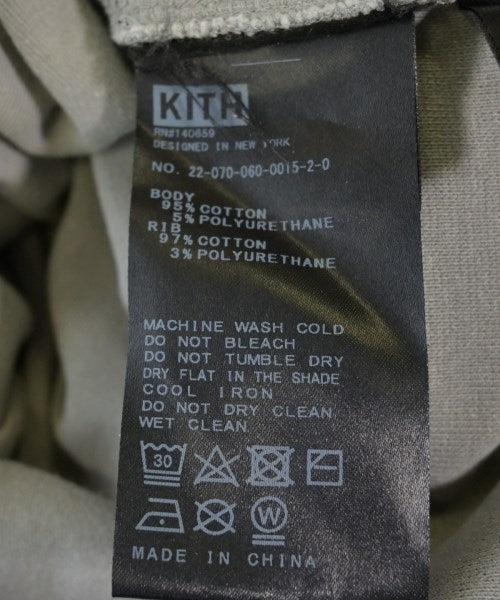 KITH
RN#140659
DESIGNED IN NEW YORK
NO. 22-070-060-0015-2-0
BODY
95% COTTON
5% POLYURETHANE
RIB
97% COTTON
3% POLYURETHANE
MACHINE WASH COLD
DO NOT BLEACH
DO NOT TUMBLE DRY
DRY FLAT IN THE SHADE
COOL IRON
DO NOT DRY CLEAN.
WET CLEAN.
30
W
MADE IN CHINA